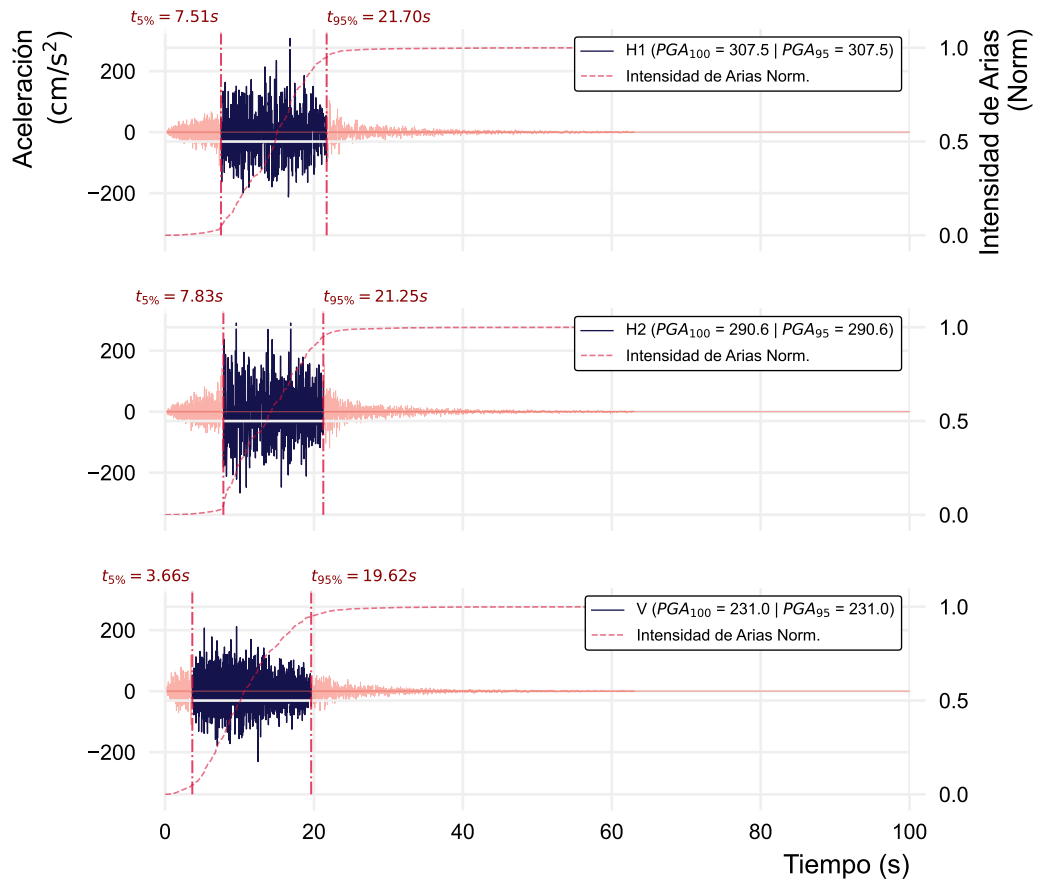 t5% = 7.51s
t95% = 21.70s
Aceleración
(cm/s²)
Intensidad de Arias
(Norm)
H1 (PGA100 = 307.5 | PGA95 = 307.5)
Intensidad de Arias Norm.
200
0
−200
1.0
0.5
0.0
t5% = 7.83s
t95% = 21.25s
H2 (PGA100 = 290.6 | PGA95 = 290.6)
Intensidad de Arias Norm.
200
0
−200
1.0
0.5
0.0
t5% = 3.66s
t95% = 19.62s
V (PGA100 = 231.0 | PGA95 = 231.0)
Intensidad de Arias Norm.
200
0
−200
1.0
0.5
0.0
0 20 40 60 80 100
Tiempo (s)